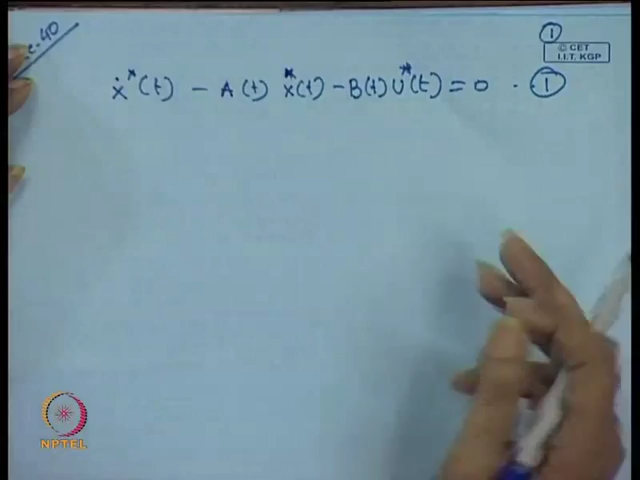 c. 40
1
© CET
I.I.T. KGP
ẋ*(t) - A(t) x*(t) - B(t) U*(t) = 0 . 1
NPTEL